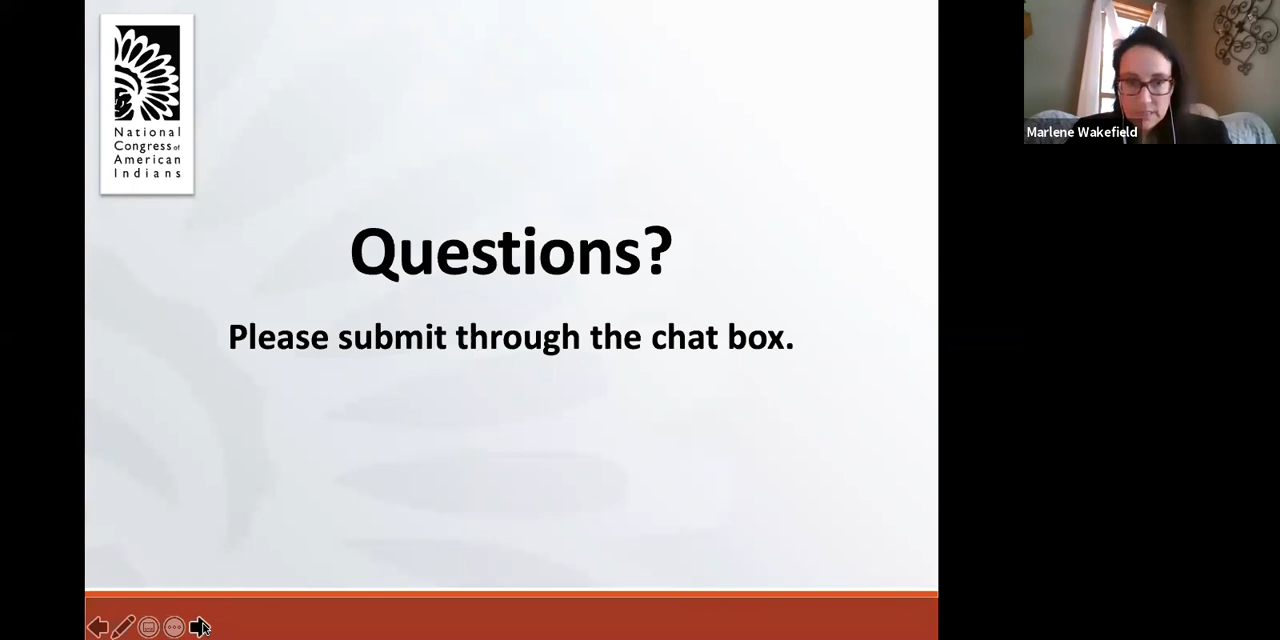 National
Congress of
American
Indians
Questions?
Please submit through the chat box.
Marlene Wakefield